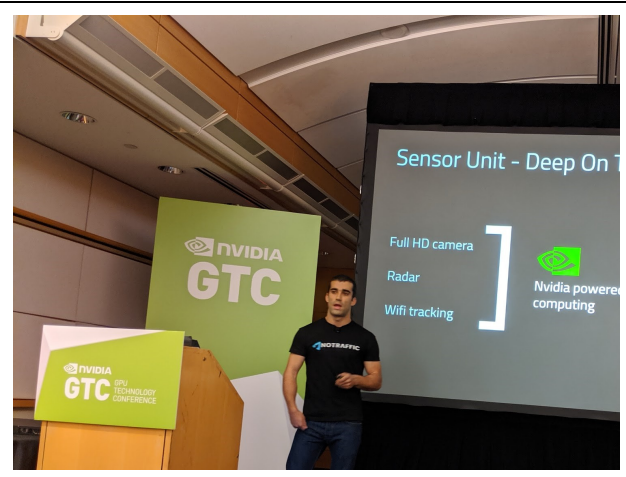 Sensor Unit - Deep On
Full HD camera
Radar
Wifi tracking
Nvidia powered
computing
NVIDIA
GTC
NOTRAFFIC
NVIDIA
GTC GPU
TECHNOLOGY
CONFERENCE